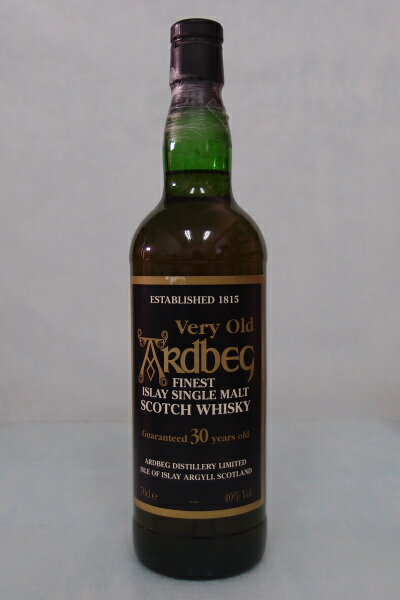 ESTABLISHED 1815
Very Old
ARdbeg
FINEST
ISLAY SINGLE MALT
SCOTCH WHISKY
Guaranteed 30 years old
ARDBEG DISTILLERY LIMITED
ISLE OF ISLAY ARGYLL SCOTLAND
70cl e 40% Vol